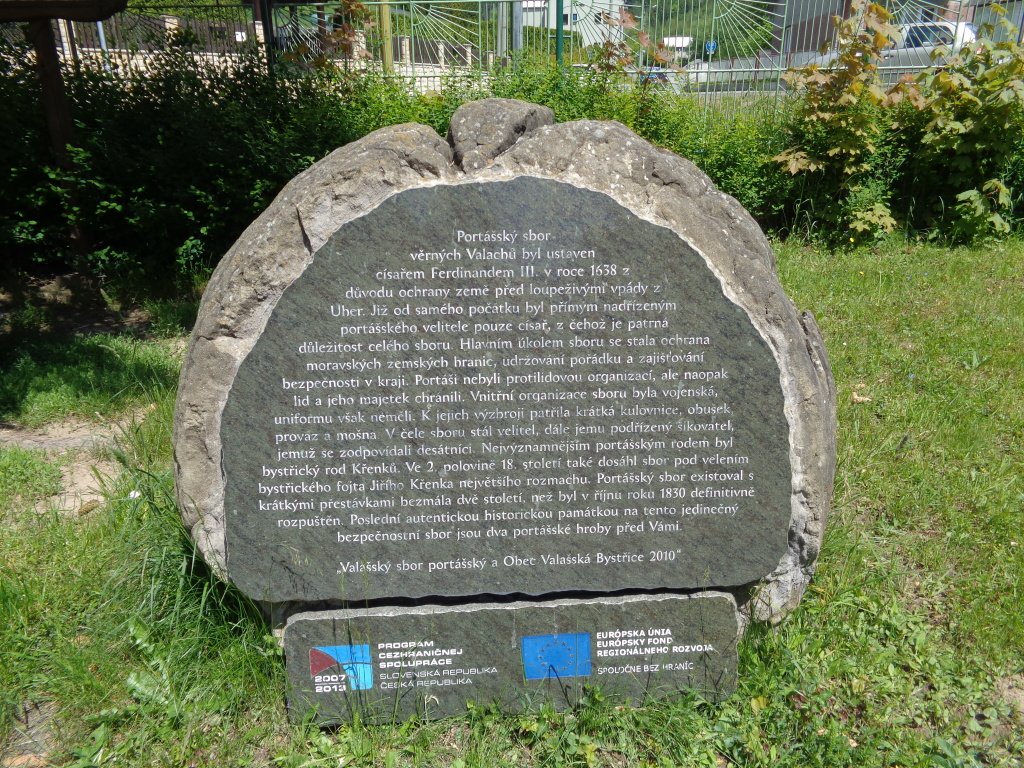 Portášský sbor
věrných Valachů byl ustaven
císařem Ferdinandem III. v roce 1638 z
důvodu ochrany země před loupeživými vpády z
Uher. Již od samého počátku byl přímým nadřízeným
portášského velitele pouze císař, z čehož je patrná
důležitost celého sboru. Hlavním úkolem sboru se stala ochrana
moravských zemských hranic, udržování pořádku a zajišťování
bezpečnosti v kraji. Portáši nebyli protilidovou organizací, ale naopak
lid a jeho majetek chránili. Vnitřní organizace sboru byla vojenská,
uniformu však neměli. K jejich výzbroji patřila krátká kulovnice, obušek,
provaz a mošna. V čele sboru stál velitel, dále jemu podřízený šikovatel,
jemuž se zodpovídali desátníci. Nejvýznamnějším portášským rodem byl
bystřický rod Křenků. Ve 2. polovině 18. století také dosáhl sbor pod velením
bystřického fojta Jiřího Křenka největšího rozmachu. Portášský sbor existoval s
krátkými přestávkami bezmála dvě století, než byl v říjnu roku 1830 definitivně
rozpuštěn. Poslední autentickou historickou památkou na tento jedinečný
bezpečnostní sbor jsou dva portášské hroby před Vámi.
„Valašský sbor portášský a Obec Valašská Bystřice 2010"
2007
2013
PROGRAM
CEZHRANIČNEJ
SPOLUPRÁCE
SLOVENSKÁ REPUBLIKA
ČESKÁ REPUBLIKA
EURÓPSKA ÚNIA
EURÓPSKY FOND
REGIONÁLNEHO ROZVOJA
SPOLOČNE BEZ HRANÍC